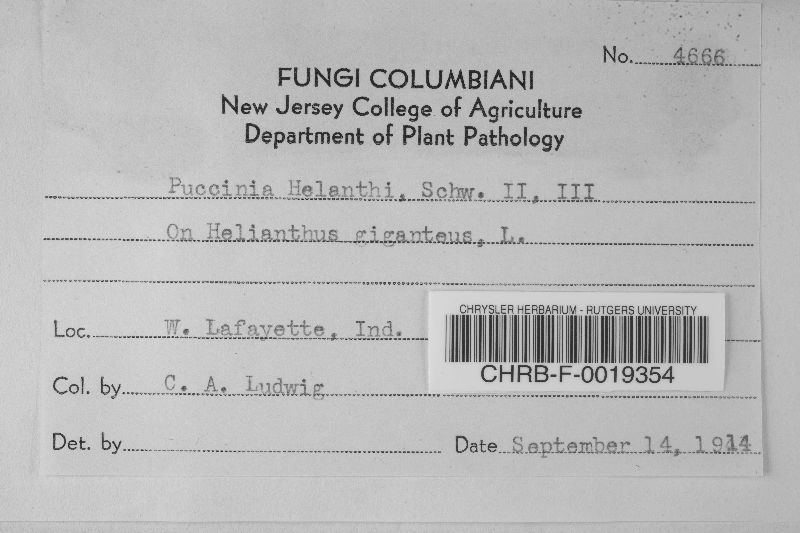 No. 4666
FUNGI COLUMBIANI
New Jersey College of Agriculture
Department of Plant Pathology
Puccinia Helanthi, Schw. II, III
On Helianthus giganteus, L.
CHRYSLER HERBARIUM - RUTGERS UNIVERSITY
Loc. W. Lafayette, Ind.
CHRB-F-0019354
Col. by C. A. Ludwig
Det. by
Date September 14,